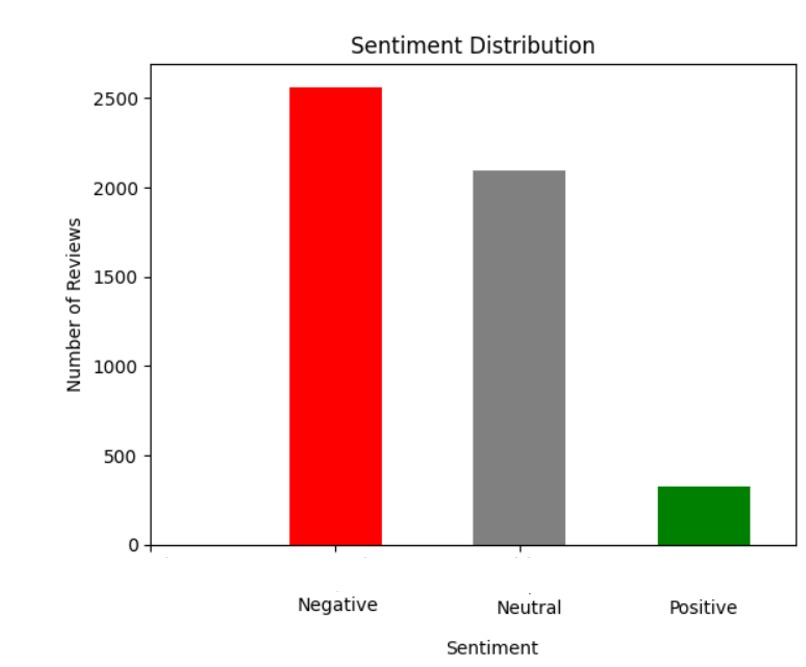 Sentiment Distribution
2500
2000
1500
1000
500
0
Number of Reviews
Negative
Neutral
Positive
Sentiment